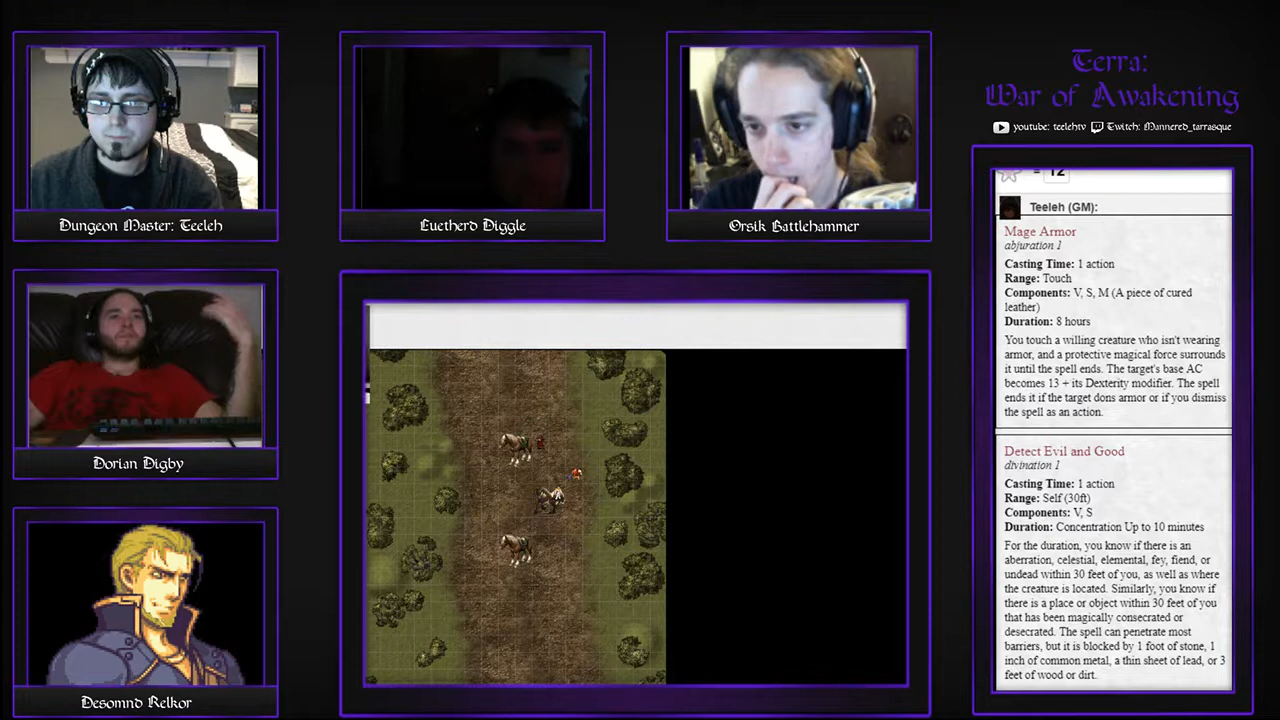 Terra:
War of Awakening
youtube: teelehtv Twitch: Mannered_tarrasque
Dungeon Master: Teeleh
Luetherd Diggle
Orsik Battlehammer
Dorian Digby
Desomnd Relkor
= 12
Teeleh (GM):
Mage Armor
abjuration 1
Casting Time: 1 action
Range: Touch
Components: V, S, M (A piece of cured
leather)
Duration: 8 hours
You touch a willing creature who isn't wearing
armor, and a protective magical force surrounds
it until the spell ends. The target's base AC
becomes 13 + its Dexterity modifier. The spell
ends it if the target dons armor or if you dismiss
the spell as an action.
Detect Evil and Good
divination 1
Casting Time: 1 action
Range: Self (30ft)
Components: V, S
Duration: Concentration Up to 10 minutes
For the duration, you know if there is an
aberration, celestial, elemental, fey, fiend, or
undead within 30 feet of you, as well as where
the creature is located. Similarly, you know if
there is a place or object within 30 feet of you
that has been magically consecrated or
desecrated. The spell can penetrate most
barriers, but it is blocked by 1 foot of stone, 1
inch of common metal, a thin sheet of lead, or 3
feet of wood or dirt.